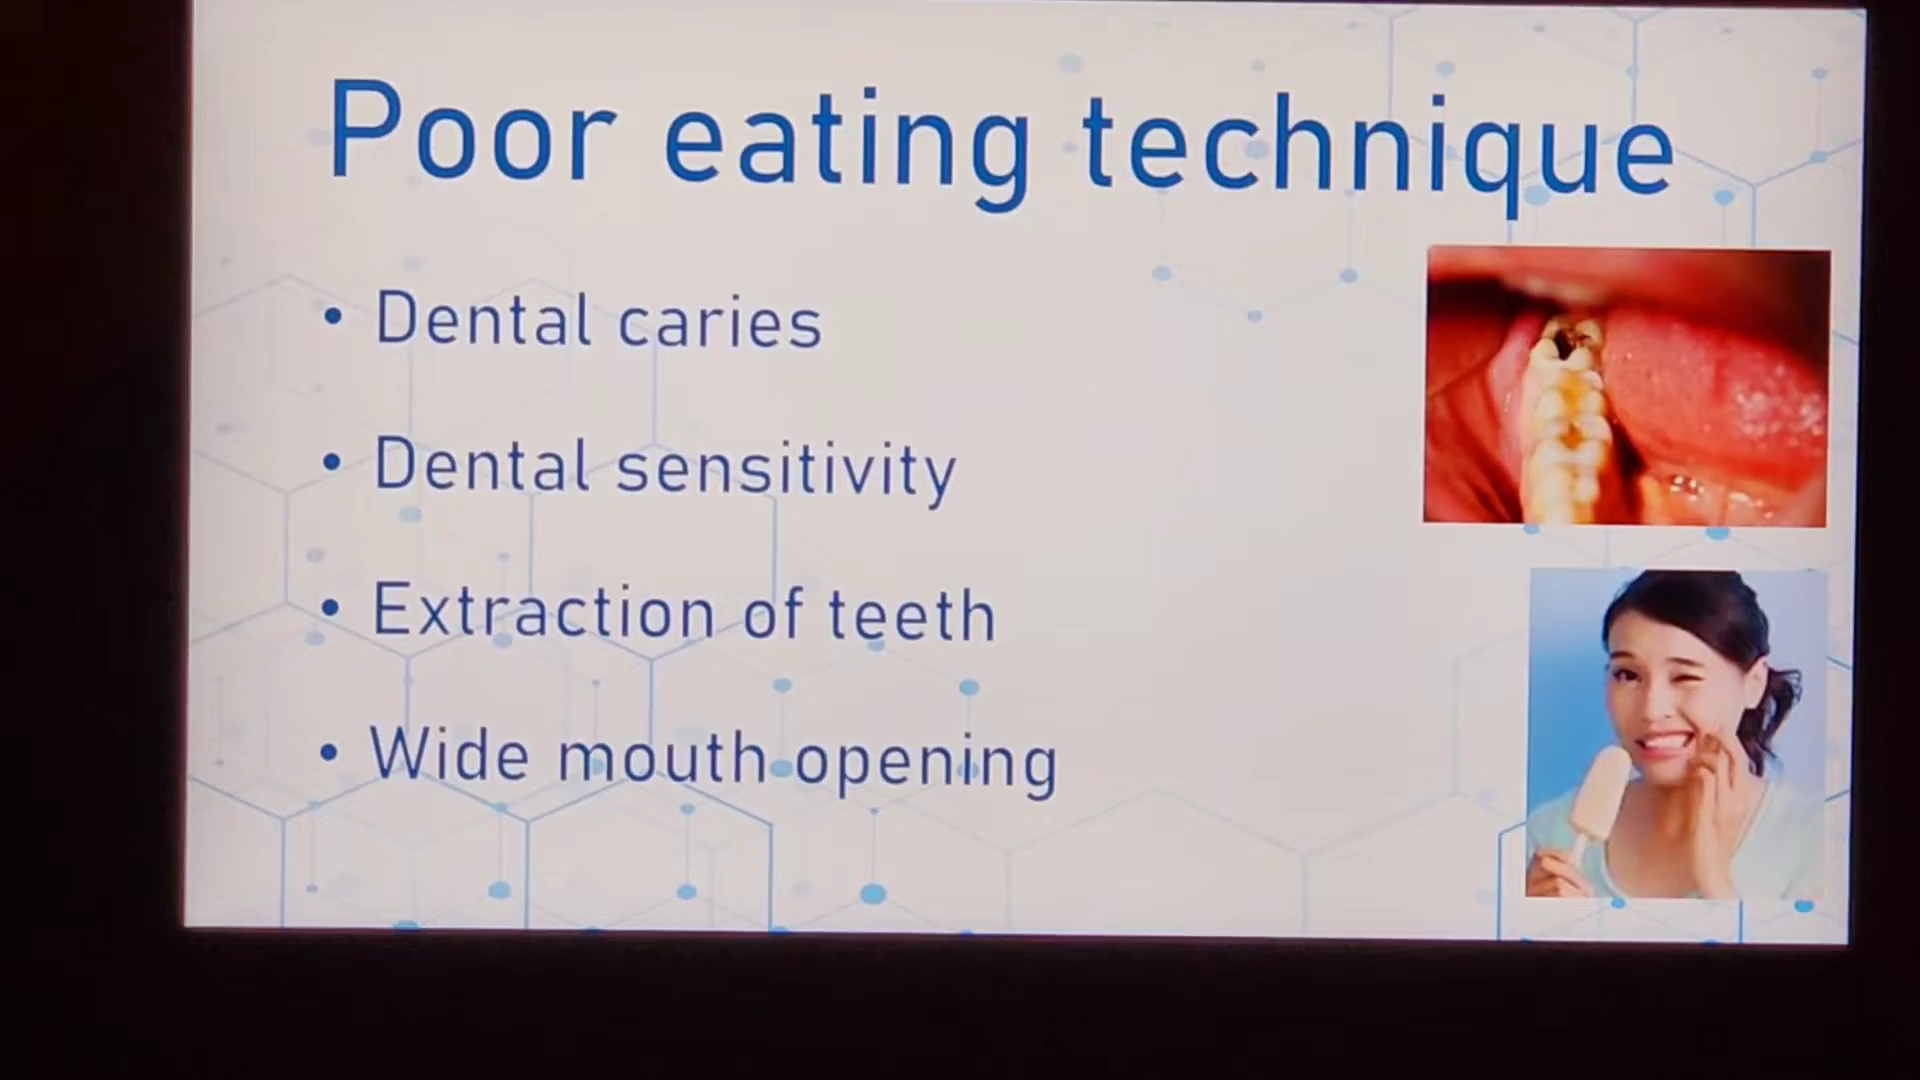 Poor eating technique
• Dental caries
• Dental sensitivity
• Extraction of teeth
• Wide mouth opening